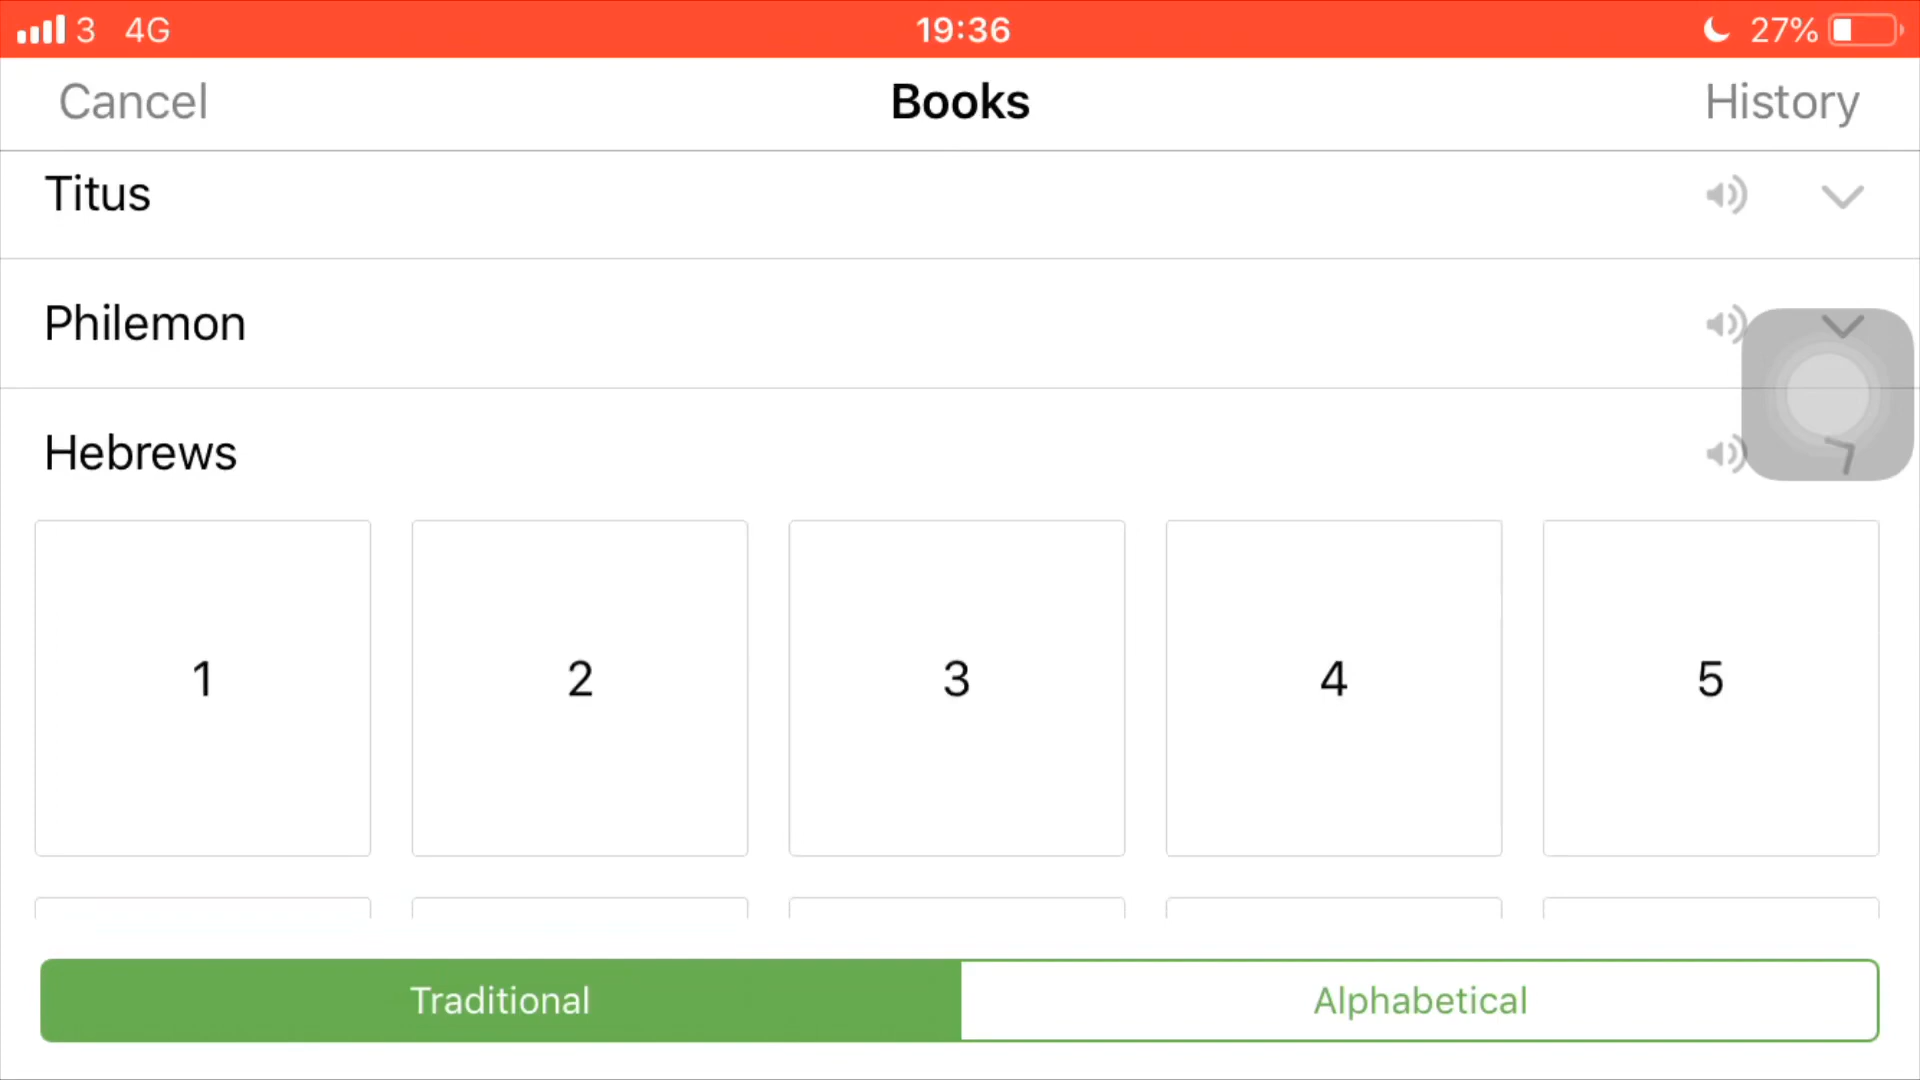 3 4G 19:36 27%
Cancel Books History
Titus
Philemon
Hebrews
1 2 3 4 5
Traditional Alphabetical